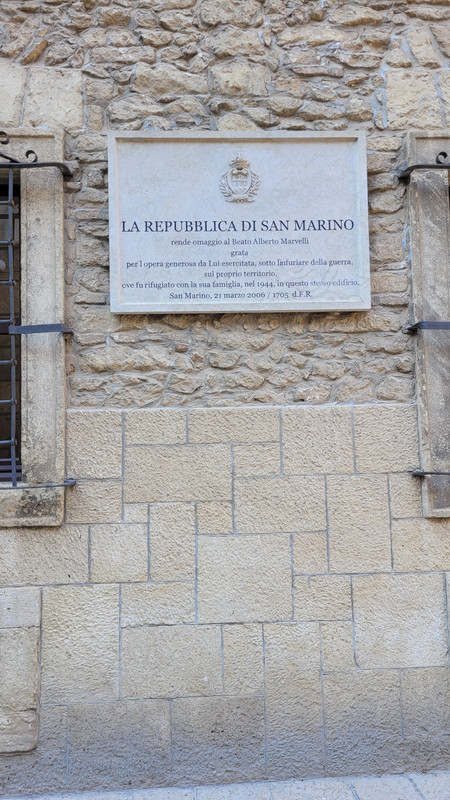 LA REPUBBLICA DI SAN MARINO
rende omaggio al Beato Alberto Marvelli
grata
per l'opera generosa da Lui esercitata, sotto l'infuriare della guerra,
sul proprio territorio,
ove fu rifugiato con la sua famiglia, nel 1944, in questo stesso edificio.
San Marino, 21 marzo 2006 / 1705 d.F.R.